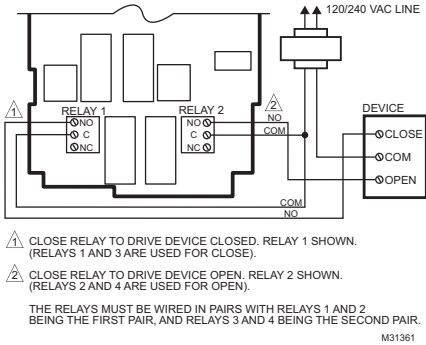 120/240 VAC LINE
1
RELAY 1
RELAY 2
2
DEVICE
NO
C
NC
NO
C
NC
NO
COM
CLOSE
COM
OPEN
COM
NO
1 CLOSE RELAY TO DRIVE DEVICE CLOSED. RELAY 1 SHOWN.
(RELAYS 1 AND 3 ARE USED FOR CLOSE).
2 CLOSE RELAY TO DRIVE DEVICE OPEN. RELAY 2 SHOWN.
(RELAYS 2 AND 4 ARE USED FOR OPEN).
THE RELAYS MUST BE WIRED IN PAIRS WITH RELAYS 1 AND 2
BEING THE FIRST PAIR, AND RELAYS 3 AND 4 BEING THE SECOND PAIR.
M31361